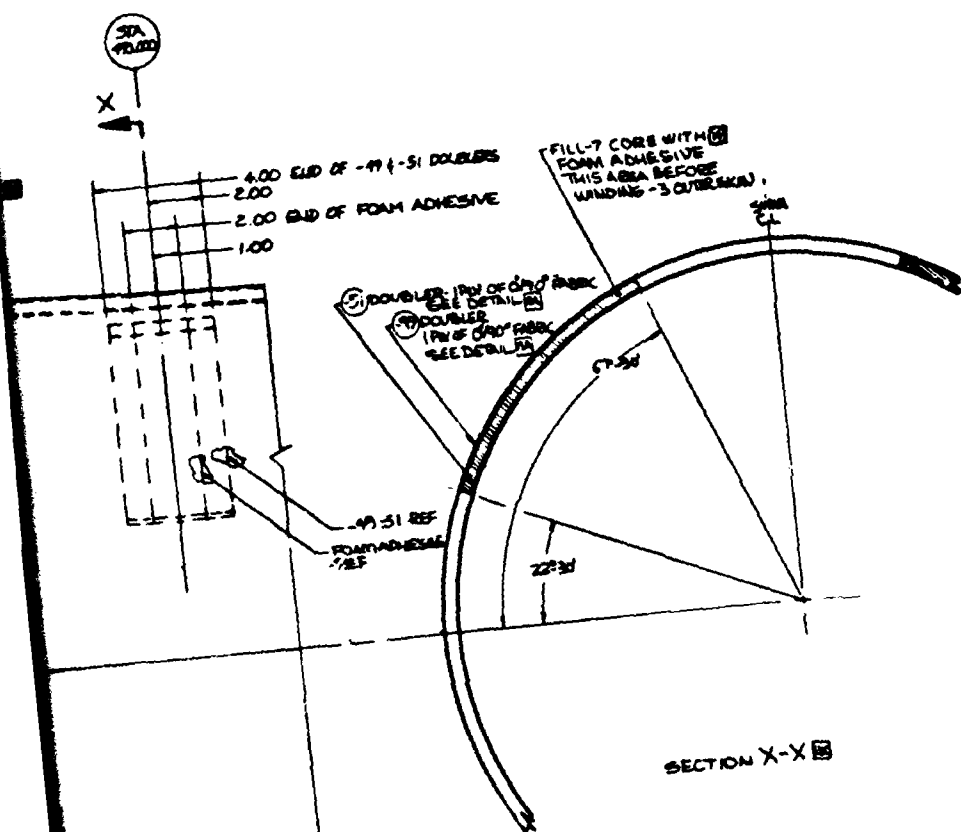 STA
X
4.00 END OF -49 & -51 DOUBLERS
2.00
2.00 END OF FOAM ADHESIVE
1.00
FILL-7 CORE WITH
FOAM ADHESIVE
THIS AREA BEFORE
WINDING -3 OUTER SKIN.
C.L.
-51 DOUBLER-1 PLY OF 0/90° FABRIC
SEE DETAIL
-49 DOUBLER
1 PLY OF 0/90° FABRIC
SEE DETAIL
67°30'
22°30'
-49 -51 REF
FOAM ADHESIVE
REF
SECTION X-X